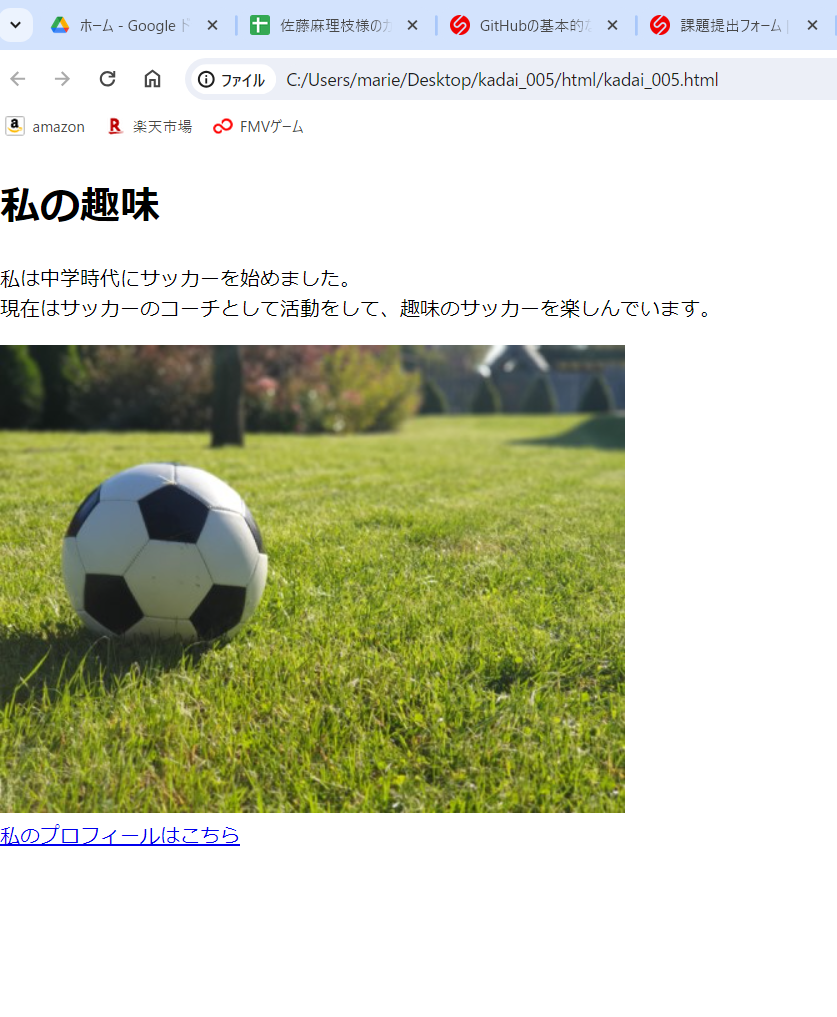 ホーム - Google ド
佐藤麻理枝様のカ
GitHubの基本的な
課題提出フォーム |
ファイル
C:/Users/marie/Desktop/kadai_005/html/kadai_005.html
amazon
楽天市場
FMVゲーム
私の趣味
私は中学時代にサッカーを始めました。
現在はサッカーのコーチとして活動をして、趣味のサッカーを楽しんでいます。
私のプロフィールはこちら